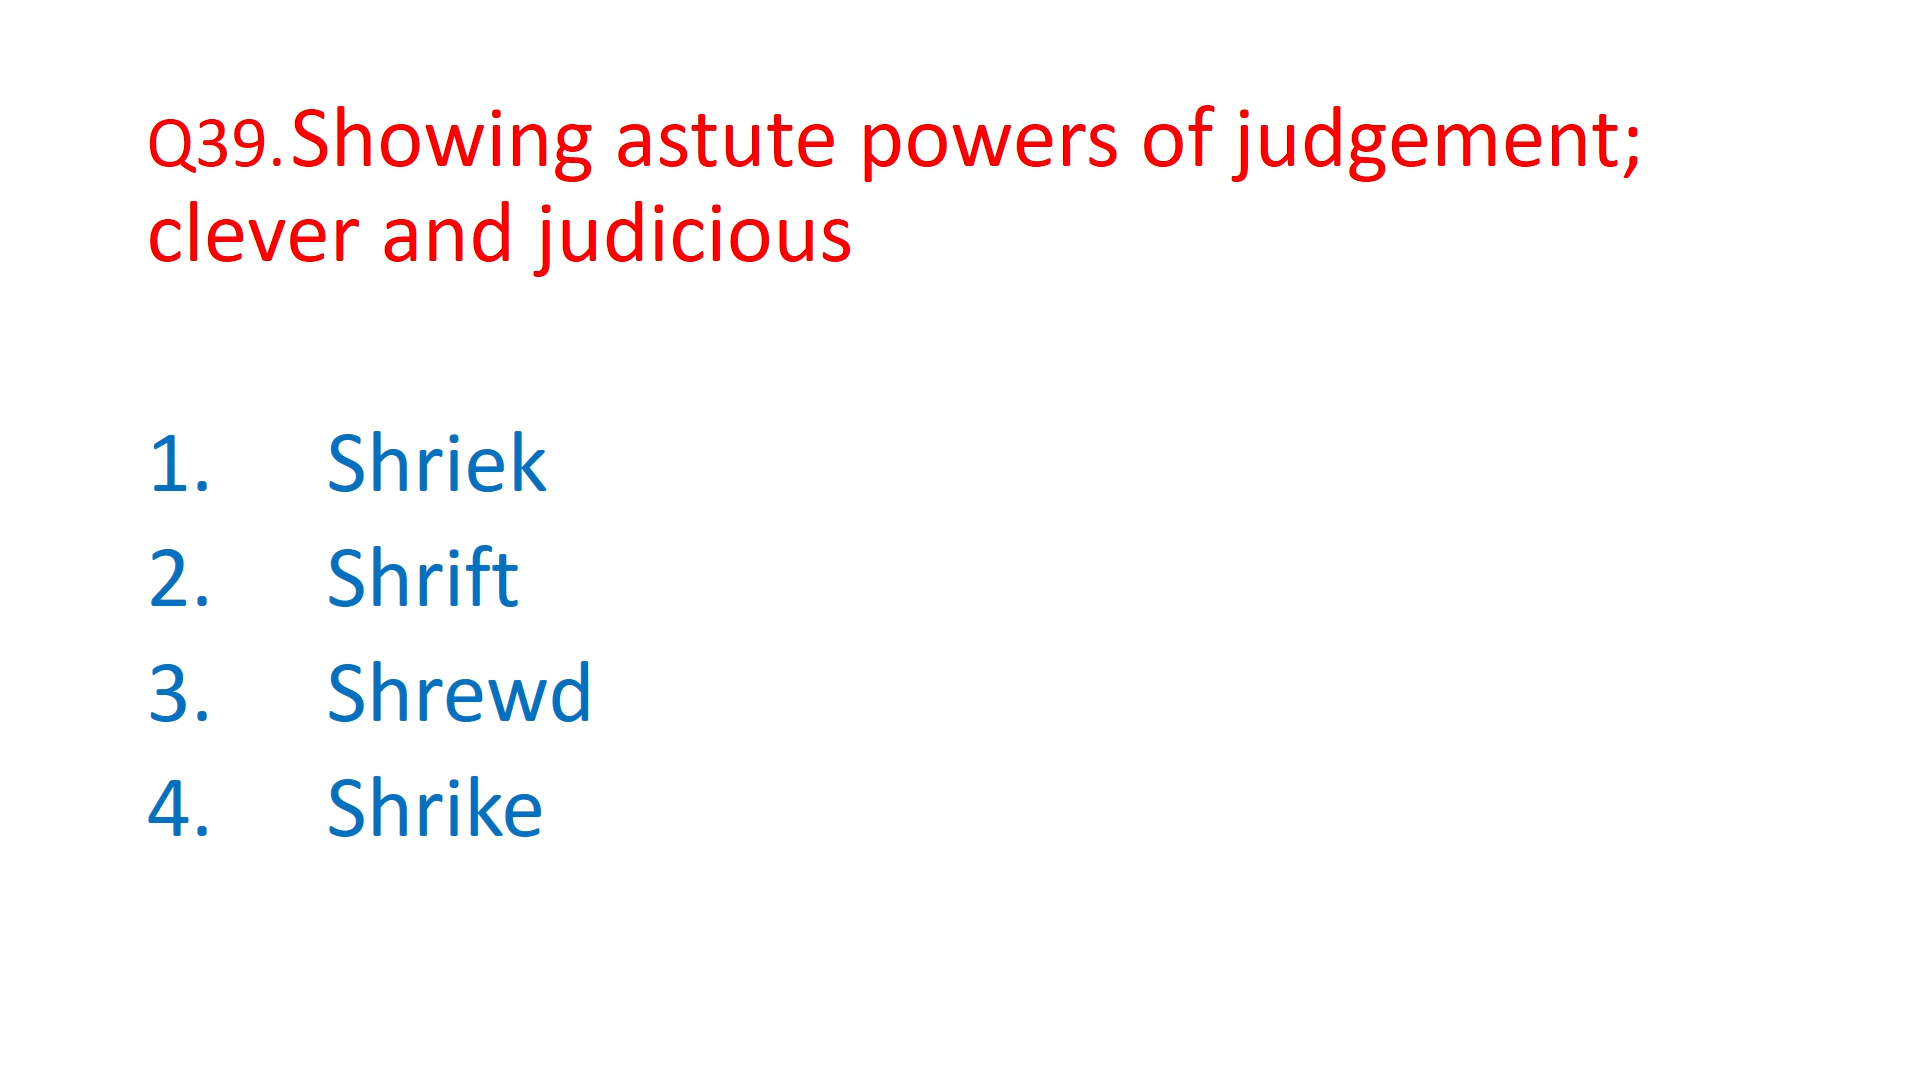 Q39. Showing astute powers of judgement;
clever and judicious
1. Shriek
2. Shrift
3. Shrewd
4. Shrike